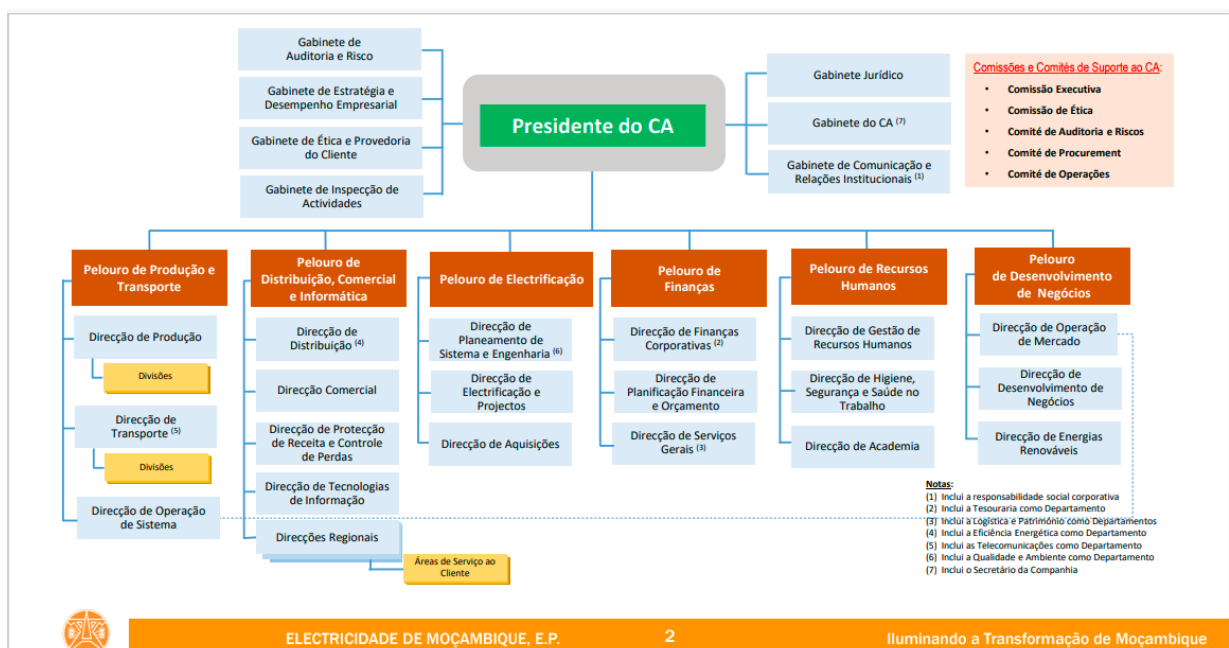 Gabinete de
Auditoria e Risco
Gabinete de Estratégia e
Desempenho Empresarial
Gabinete de Ética e Provedoria
do Cliente
Gabinete de Inspecção de
Actividades
Presidente do CA
Gabinete Jurídico
Gabinete do CA (7)
Gabinete de Comunicação e
Relações Institucionais (1)
Comissões e Comités de Suporte ao CA:
• Comissão Executiva
• Comissão de Ética
• Comité de Auditoria e Riscos
• Comité de Procurement
• Comité de Operações
Pelouro de Produção e
Transporte
Direcção de Produção
Divisões
Direcção de
Transporte (5)
Divisões
Direcção de Operação
de Sistema
Pelouro de
Distribuição, Comercial
e Informática
Direcção de
Distribuição (4)
Direcção Comercial
Direcção de Protecção
de Receita e Controle
de Perdas
Direcção de Tecnologias
de Informação
Direcções Regionais
Áreas de Serviço ao
Cliente
Pelouro de Electrificação
Direcção de
Planeamento de
Sistema e Engenharia (6)
Direcção de
Electrificação e
Projectos
Direcção de Aquisições
Pelouro de
Finanças
Direcção de Finanças
Corporativas (2)
Direcção de
Planificação Financeira
e Orçamento
Direcção de Serviços
Gerais (3)
Pelouro de Recursos
Humanos
Direcção de Gestão de
Recursos Humanos
Direcção de Higiene,
Segurança e Saúde no
Trabalho
Direcção de Academia
Pelouro
de Desenvolvimento
de Negócios
Direcção de Operação
de Mercado
Direcção de
Desenvolvimento de
Negócios
Direcção de Energias
Renováveis
Notas:
(1) Inclui a responsabilidade social corporativa
(2) Inclui a Tesouraria como Departamento
(3) Inclui a Logística e Património como Departamentos
(4) Inclui a Eficiência Energética como Departamento
(5) Inclui as Telecomunicações como Departamento
(6) Inclui a Qualidade e Ambiente como Departamento
(7) Inclui o Secretário da Companhia
ELECTRICIDADE DE MOÇAMBIQUE, E.P.
2
Iluminando a Transformação de Moçambique